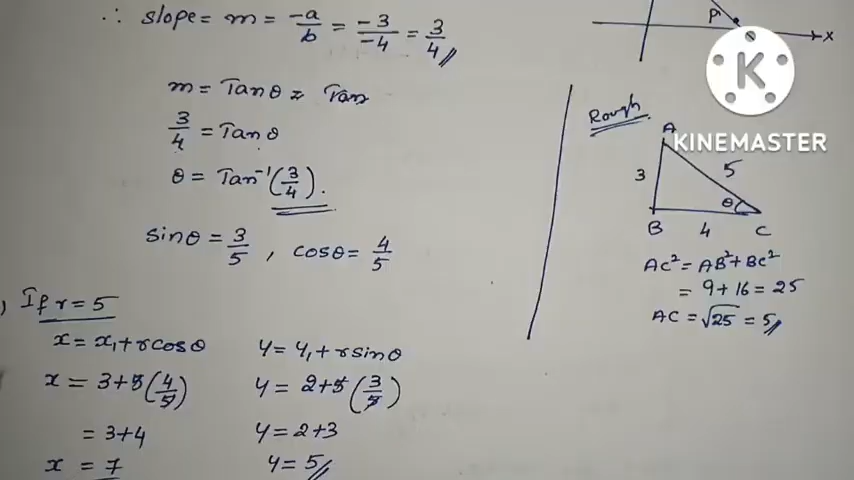 ∴ slope = m = -a/b = -3/-4 = 3/4
m = Tanθ = Tan
3/4 = Tanθ
θ = Tan⁻¹(3/4).
sinθ = 3/5 , cosθ = 4/5
, If r = 5
x = x₁ + r cosθ
x = 3+5(4/5)
= 3+4
x = 7
y = y₁ + r sinθ
y = 2+5(3/5)
y = 2+3
y = 5
P
x
K
KINEMASTER
Rough
A
3
5
θ
B
4
C
AC² = AB² + BC²
= 9 + 16 = 25
AC = √25 = 5